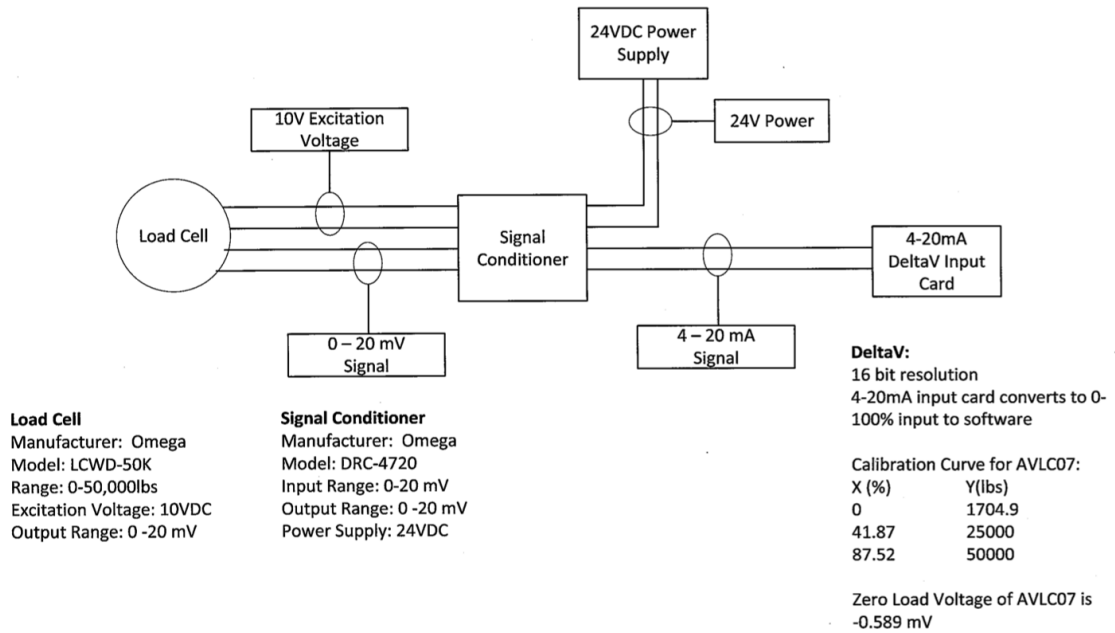 24VDC Power
Supply
10V Excitation
Voltage
24V Power
Load Cell
Signal
Conditioner
4-20mA
DeltaV Input
Card
0 – 20 mV
Signal
4 – 20 mA
Signal
Load Cell
Manufacturer: Omega
Model: LCWD-50K
Range: 0-50,000lbs
Excitation Voltage: 10VDC
Output Range: 0 -20 mV
Signal Conditioner
Manufacturer: Omega
Model: DRC-4720
Input Range: 0-20 mV
Output Range: 0 -20 mV
Power Supply: 24VDC
DeltaV:
16 bit resolution
4-20mA input card converts to 0-
100% input to software
Calibration Curve for AVLC07:
X (%) Y(lbs)
0 1704.9
41.87 25000
87.52 50000
Zero Load Voltage of AVLC07 is
-0.589 mV